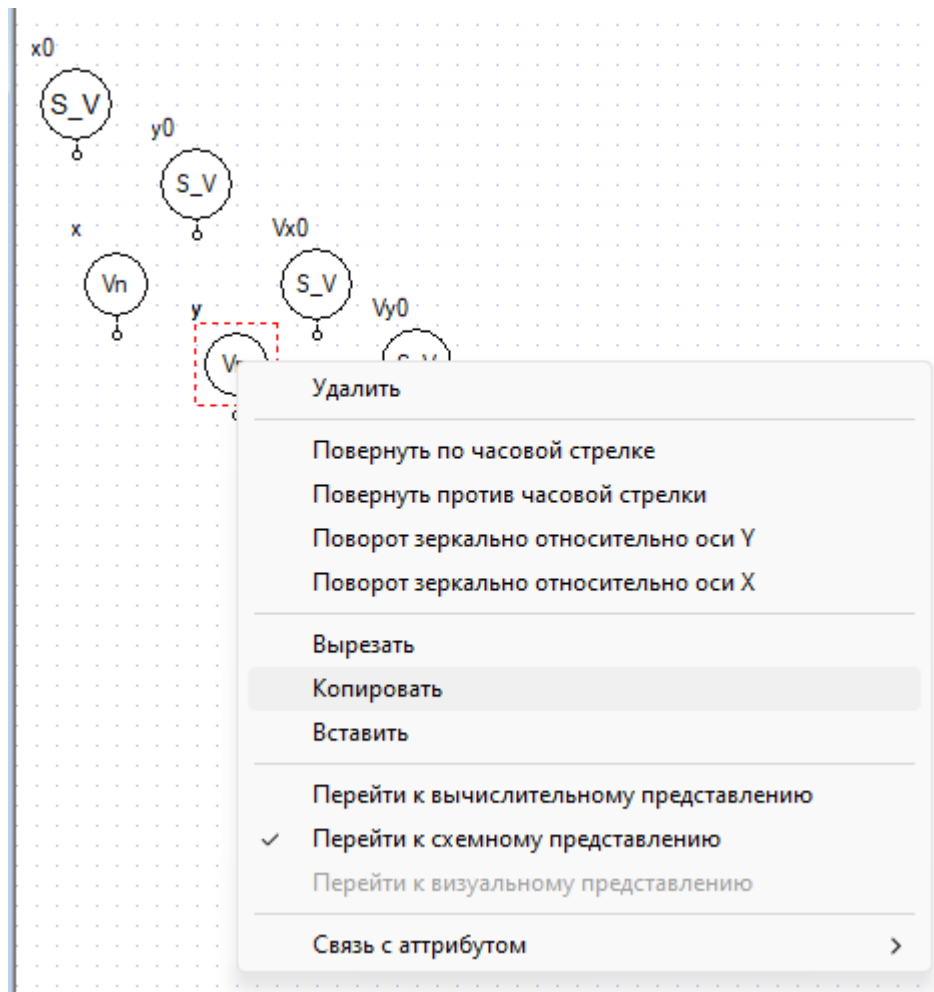 x0
S_V
y0
S_V
x
Vx0
Vn
S_V
y
Vy0
Удалить
Повернуть по часовой стрелке
Повернуть против часовой стрелки
Поворот зеркально относительно оси Y
Поворот зеркально относительно оси X
Вырезать
Копировать
Вставить
Перейти к вычислительному представлению
Перейти к схемному представлению
Перейти к визуальному представлению
Связь с аттрибутом